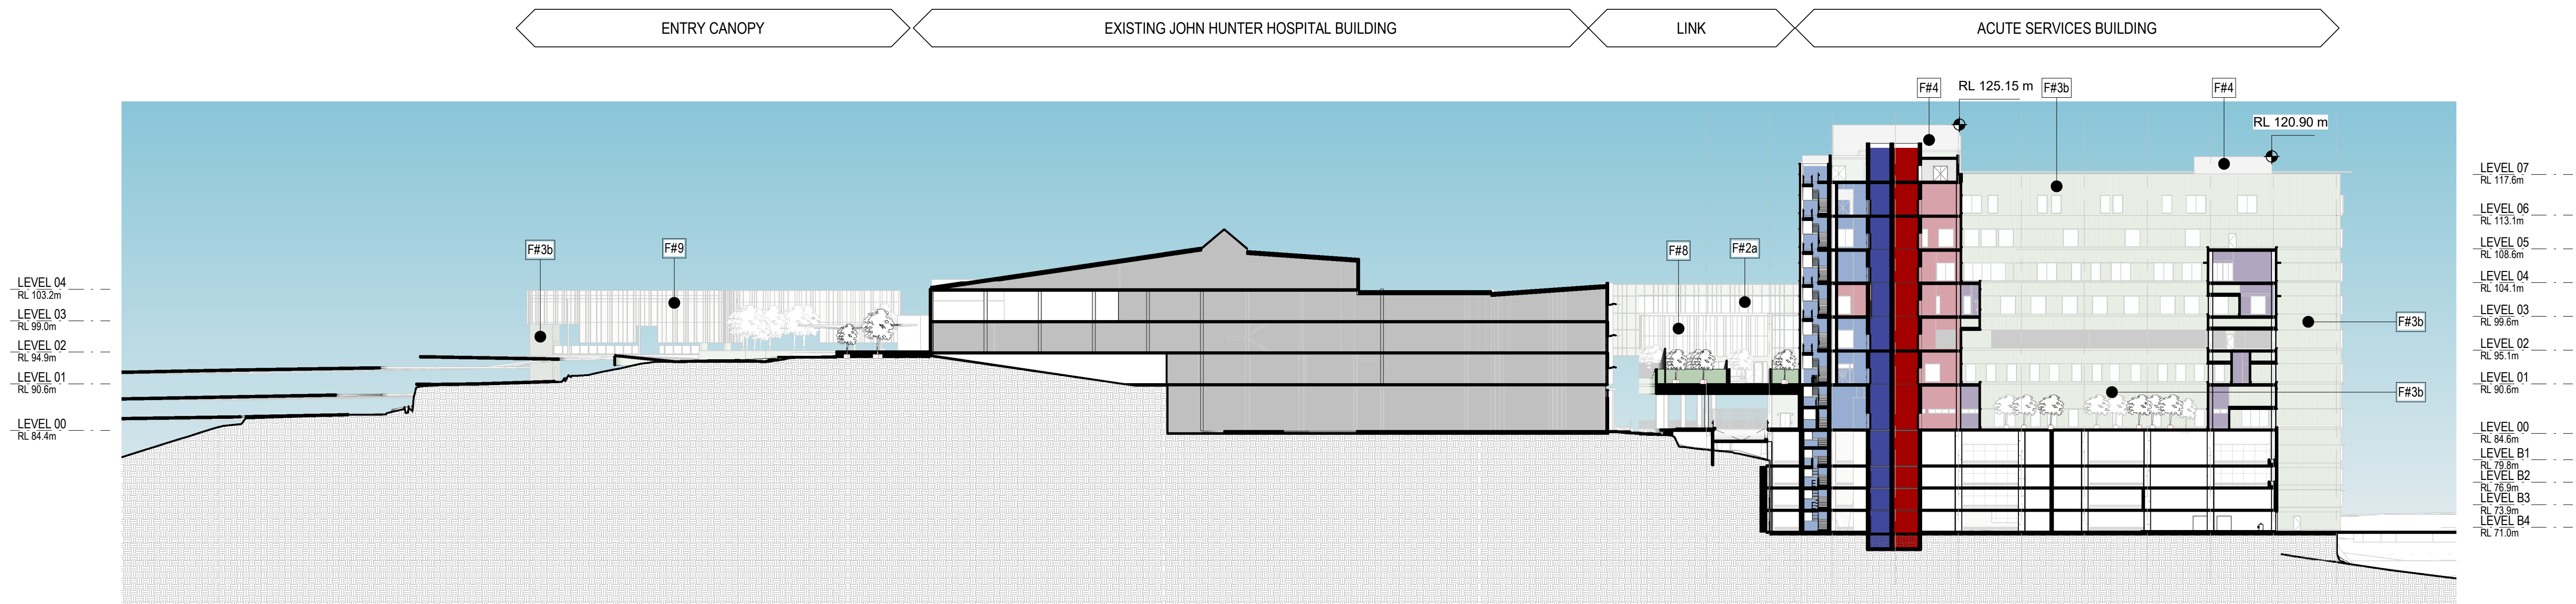 ENTRY CANOPY
EXISTING JOHN HUNTER HOSPITAL BUILDING
LINK
ACUTE SERVICES BUILDING
F#4
RL 125.15 m
F#3b
F#4
RL 120.90 m
F#3b
F#9
F#8
F#2a
F#3b
F#3b
LEVEL 04
RL 103.2m
LEVEL 03
RL 99.0m
LEVEL 02
RL 94.9m
LEVEL 01
RL 90.6m
LEVEL 00
RL 84.4m
LEVEL 07
RL 117.6m
LEVEL 06
RL 113.1m
LEVEL 05
RL 108.6m
LEVEL 04
RL 104.1m
LEVEL 03
RL 99.6m
LEVEL 02
RL 95.1m
LEVEL 01
RL 90.6m
LEVEL 00
RL 84.6m
LEVEL B1
RL 79.8m
LEVEL B2
RL 76.9m
LEVEL B3
RL 73.9m
LEVEL B4
RL 71.0m